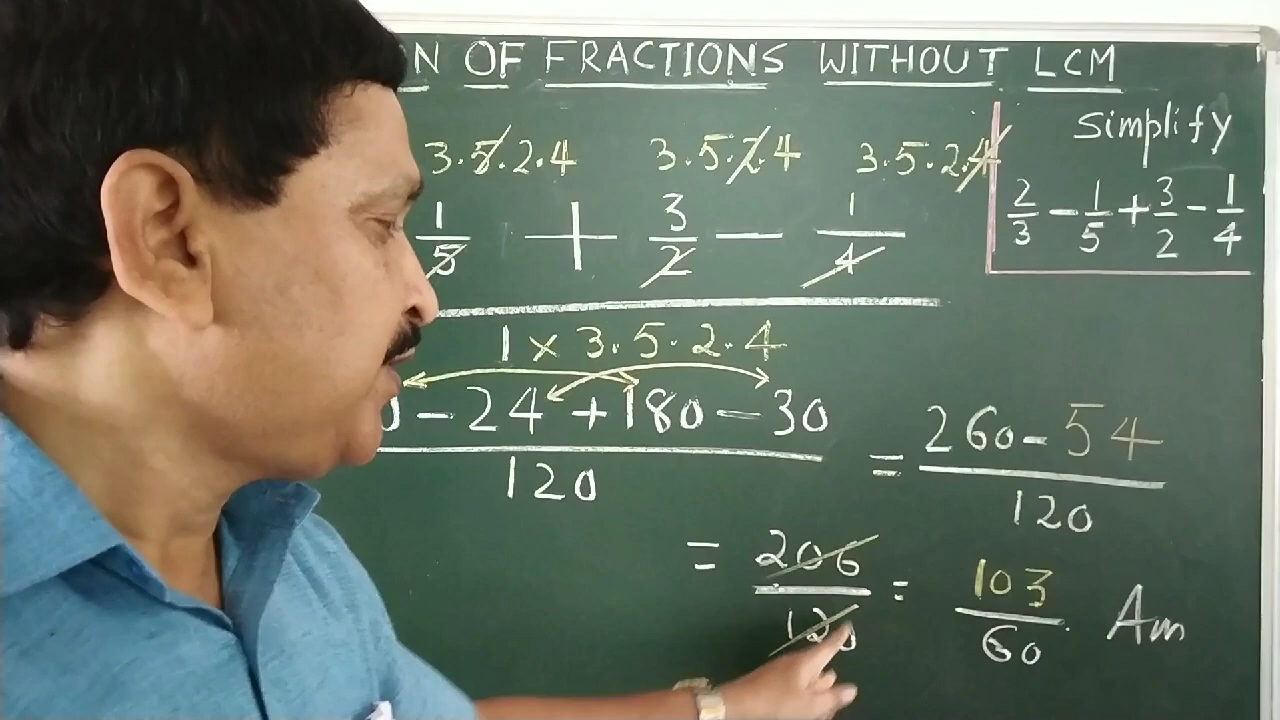 N OF FRACTIONS WITHOUT LCM
Simplify
2/3 - 1/5 + 3/2 - 1/4
3.5.2.4 3.5.2.4 3.5.2.4
1/5 + 3/2 - 1/4
1 x 3.5.2.4
0 - 24 + 180 - 30
120
= 260 - 54
120
= 206/120 = 103/60 Ans